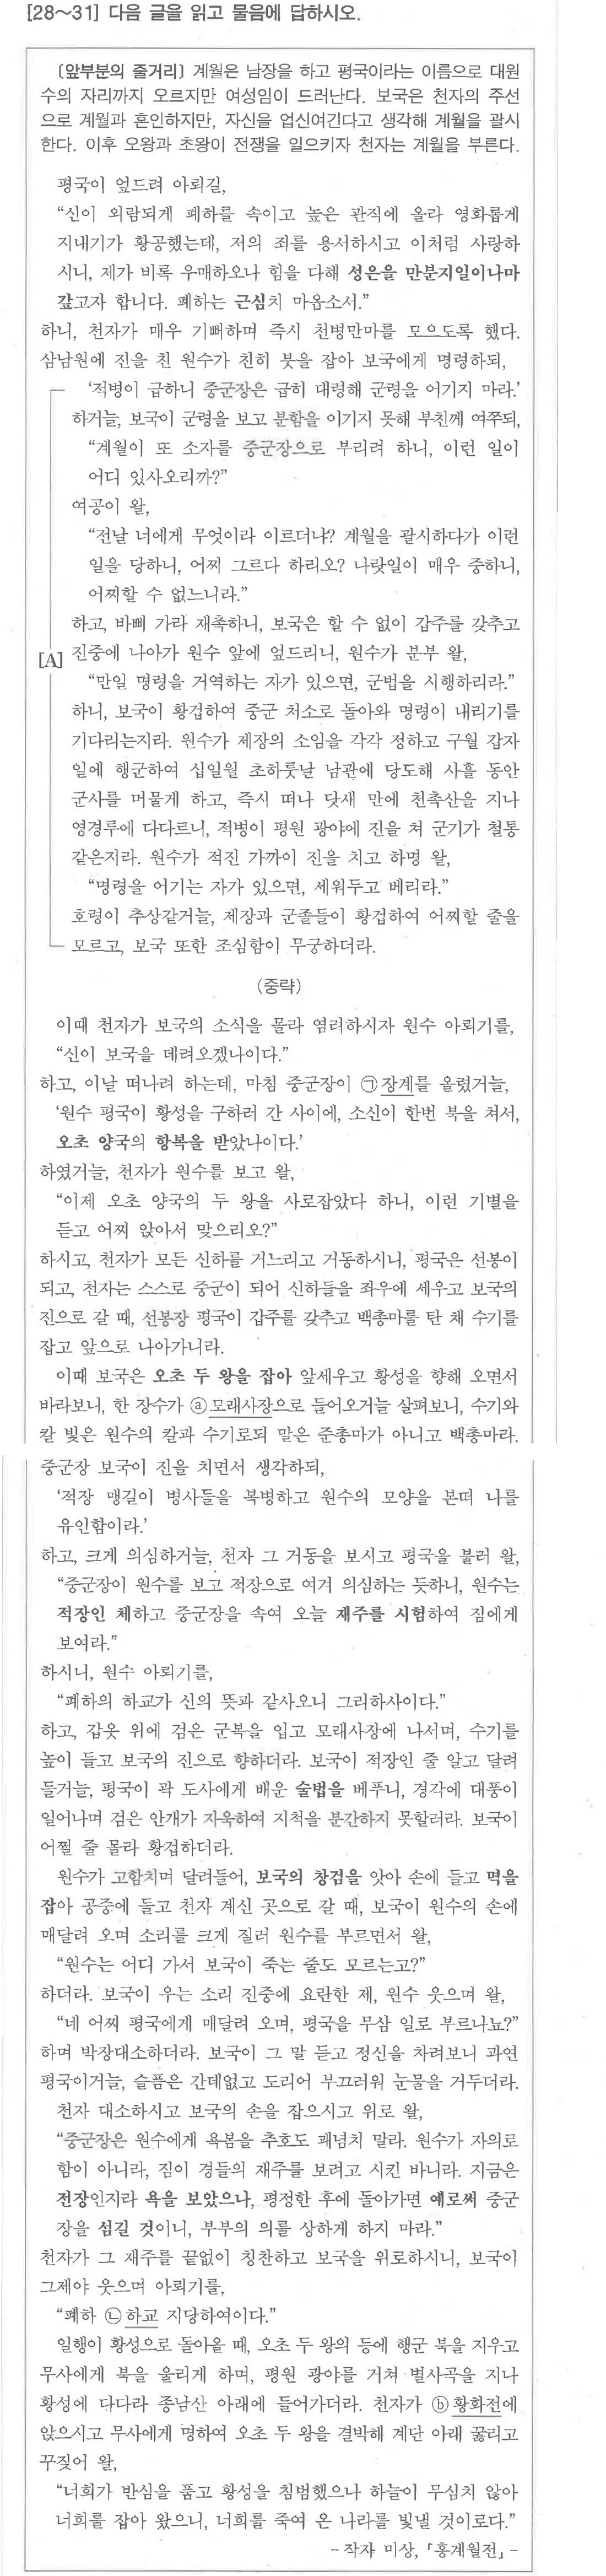 [28～31] 다음 글을 읽고 물음에 답하시오.
〔앞부분의 줄거리〕 계월은 남장을 하고 평국이라는 이름으로 대원
수의 자리까지 오르지만 여성임이 드러난다. 보국은 천자의 주선
으로 계월과 혼인하지만, 자신을 업신여긴다고 생각해 계월을 괄시
한다. 이후 오왕과 초왕이 전쟁을 일으키자 천자는 계월을 부른다.
평국이 엎드려 아뢰길,
“신이 외람되게 폐하를 속이고 높은 관직에 올라 영화롭게
지내기가 황공했는데, 저의 죄를 용서하시고 이처럼 사랑하
시니, 제가 비록 우매하오나 힘을 다해 성은을 만분지일이나마
갚고자 합니다. 폐하는 근심치 마옵소서.”
하니, 천자가 매우 기뻐하며 즉시 천병만마를 모으도록 했다.
삼남원에 진을 친 원수가 친히 붓을 잡아 보국에게 명령하되,
‘적병이 급하니 중군장은 급히 대령해 군령을 어기지 마라.’
하거늘, 보국이 군령을 보고 분함을 이기지 못해 부친께 여쭈되,
“계월이 또 소자를 중군장으로 부리려 하니, 이런 일이
어디 있사오리까?”
여공이 왈,
“전날 너에게 무엇이라 이르더냐? 계월을 괄시하다가 이런
일을 당하니, 어찌 그르다 하리오? 나랏일이 매우 중하니,
어찌할 수 없느니라.”
하고, 바삐 가라 재촉하니, 보국은 할 수 없이 갑주를 갖추고
[A] 진중에 나아가 원수 앞에 엎드리니, 원수가 분부 왈,
“만일 명령을 거역하는 자가 있으면, 군법을 시행하리라.”
하니, 보국이 황겁하여 중군 처소로 돌아와 명령이 내리기를
기다리는지라. 원수가 제장의 소임을 각각 정하고 구월 갑자
일에 행군하여 십일월 초하룻날 남관에 당도해 사흘 동안
군사를 머물게 하고, 즉시 떠나 닷새 만에 천촉산을 지나
영경루에 다다르니, 적병이 평원 광야에 진을 쳐 군기가 철통
같은지라. 원수가 적진 가까이 진을 치고 하명 왈,
“명령을 어기는 자가 있으면, 세워두고 베리라.”
호령이 추상같거늘, 제장과 군졸들이 황겁하여 어찌할 줄을
모르고, 보국 또한 조심함이 무궁하더라.
(중략)
이때 천자가 보국의 소식을 몰라 염려하시자 원수 아뢰기를,
“신이 보국을 데려오겠나이다.”
하고, 이날 떠나려 하는데, 마침 중군장이 ㉠장계를 올렸거늘,
‘원수 평국이 황성을 구하러 간 사이에, 소신이 한번 북을 쳐서,
오초 양국의 항복을 받았나이다.’
하였거늘, 천자가 원수를 보고 왈,
“이제 오초 양국의 두 왕을 사로잡았다 하니, 이런 기별을
듣고 어찌 앉아서 맞으리오?”
하시고, 천자가 모든 신하를 거느리고 거동하시니, 평국은 선봉이
되고, 천자는 스스로 중군이 되어 신하들을 좌우에 세우고 보국의
진으로 갈 때, 선봉장 평국이 갑주를 갖추고 백총마를 탄 채 수기를
잡고 앞으로 나아가니라.
이때 보국은 오초 두 왕을 잡아 앞세우고 황성을 향해 오면서
바라보니, 한 장수가 ⓐ모래사장으로 들어오거늘 살펴보니, 수기와
칼 빛은 원수의 칼과 수기로되 말은 준총마가 아니고 백총마라.
중군장 보국이 진을 치면서 생각하되,
‘적장 맹길이 병사들을 복병하고 원수의 모양을 본떠 나를
유인함이라.’
하고, 크게 의심하거늘, 천자 그 거동을 보시고 평국을 불러 왈,
“중군장이 원수를 보고 적장으로 여겨 의심하는 듯하니, 원수는
적장인 체하고 중군장을 속여 오늘 재주를 시험하여 짐에게
보여라.”
하시니, 원수 아뢰기를,
“폐하의 하교가 신의 뜻과 같사오니 그리하사이다.”
하고, 갑옷 위에 검은 군복을 입고 모래사장에 나서며, 수기를
높이 들고 보국의 진으로 향하더라. 보국이 적장인 줄 알고 달려
들거늘, 평국이 곽 도사에게 배운 술법을 베푸니, 경각에 대풍이
일어나며 검은 안개가 자욱하여 지척을 분간하지 못할러라. 보국이
어쩔 줄 몰라 황겁하더라.
원수가 고함치며 달려들어, 보국의 창검을 앗아 손에 들고 멱을
잡아 공중에 들고 천자 계신 곳으로 갈 때, 보국이 원수의 손에
매달려 오며 소리를 크게 질러 원수를 부르면서 왈,
“원수는 어디 가서 보국이 죽는 줄도 모르는고?”
하더라. 보국이 우는 소리 진중에 요란한 제, 원수 웃으며 왈,
“네 어찌 평국에게 매달려 오며, 평국을 무삼 일로 부르나뇨?”
하며 박장대소하더라. 보국이 그 말 듣고 정신을 차려보니 과연
평국이거늘, 슬픔은 간데없고 도리어 부끄러워 눈물을 거두더라.
천자 대소하시고 보국의 손을 잡으시고 위로 왈,
“중군장은 원수에게 욕봄을 추호도 괘념치 말라. 원수가 자의로
함이 아니라, 짐이 경들의 재주를 보려고 시킨 바니라. 지금은
전장인지라 욕을 보았으나, 평정한 후에 돌아가면 예로써 중군
장을 섬길 것이니, 부부의 의를 상하게 하지 마라.”
천자가 그 재주를 끝없이 칭찬하고 보국을 위로하시니, 보국이
그제야 웃으며 아뢰기를,
“폐하 ㉡하교 지당하여이다.”
일행이 황성으로 돌아올 때, 오초 두 왕의 등에 행군 북을 지우고
무사에게 북을 울리게 하며, 평원 광야를 거쳐 별사곡을 지나
황성에 다다라 종남산 아래에 들어가더라. 천자가 ⓑ황화전에
앉으시고 무사에게 명하여 오초 두 왕을 결박해 계단 아래 꿇리고
꾸짖어 왈,
“너희가 반심을 품고 황성을 침범했으나 하늘이 무심치 않아
너희를 잡아 왔으니, 너희를 죽여 온 나라를 빛낼 것이로다.”
- 작자 미상, 「홍계월전」 -